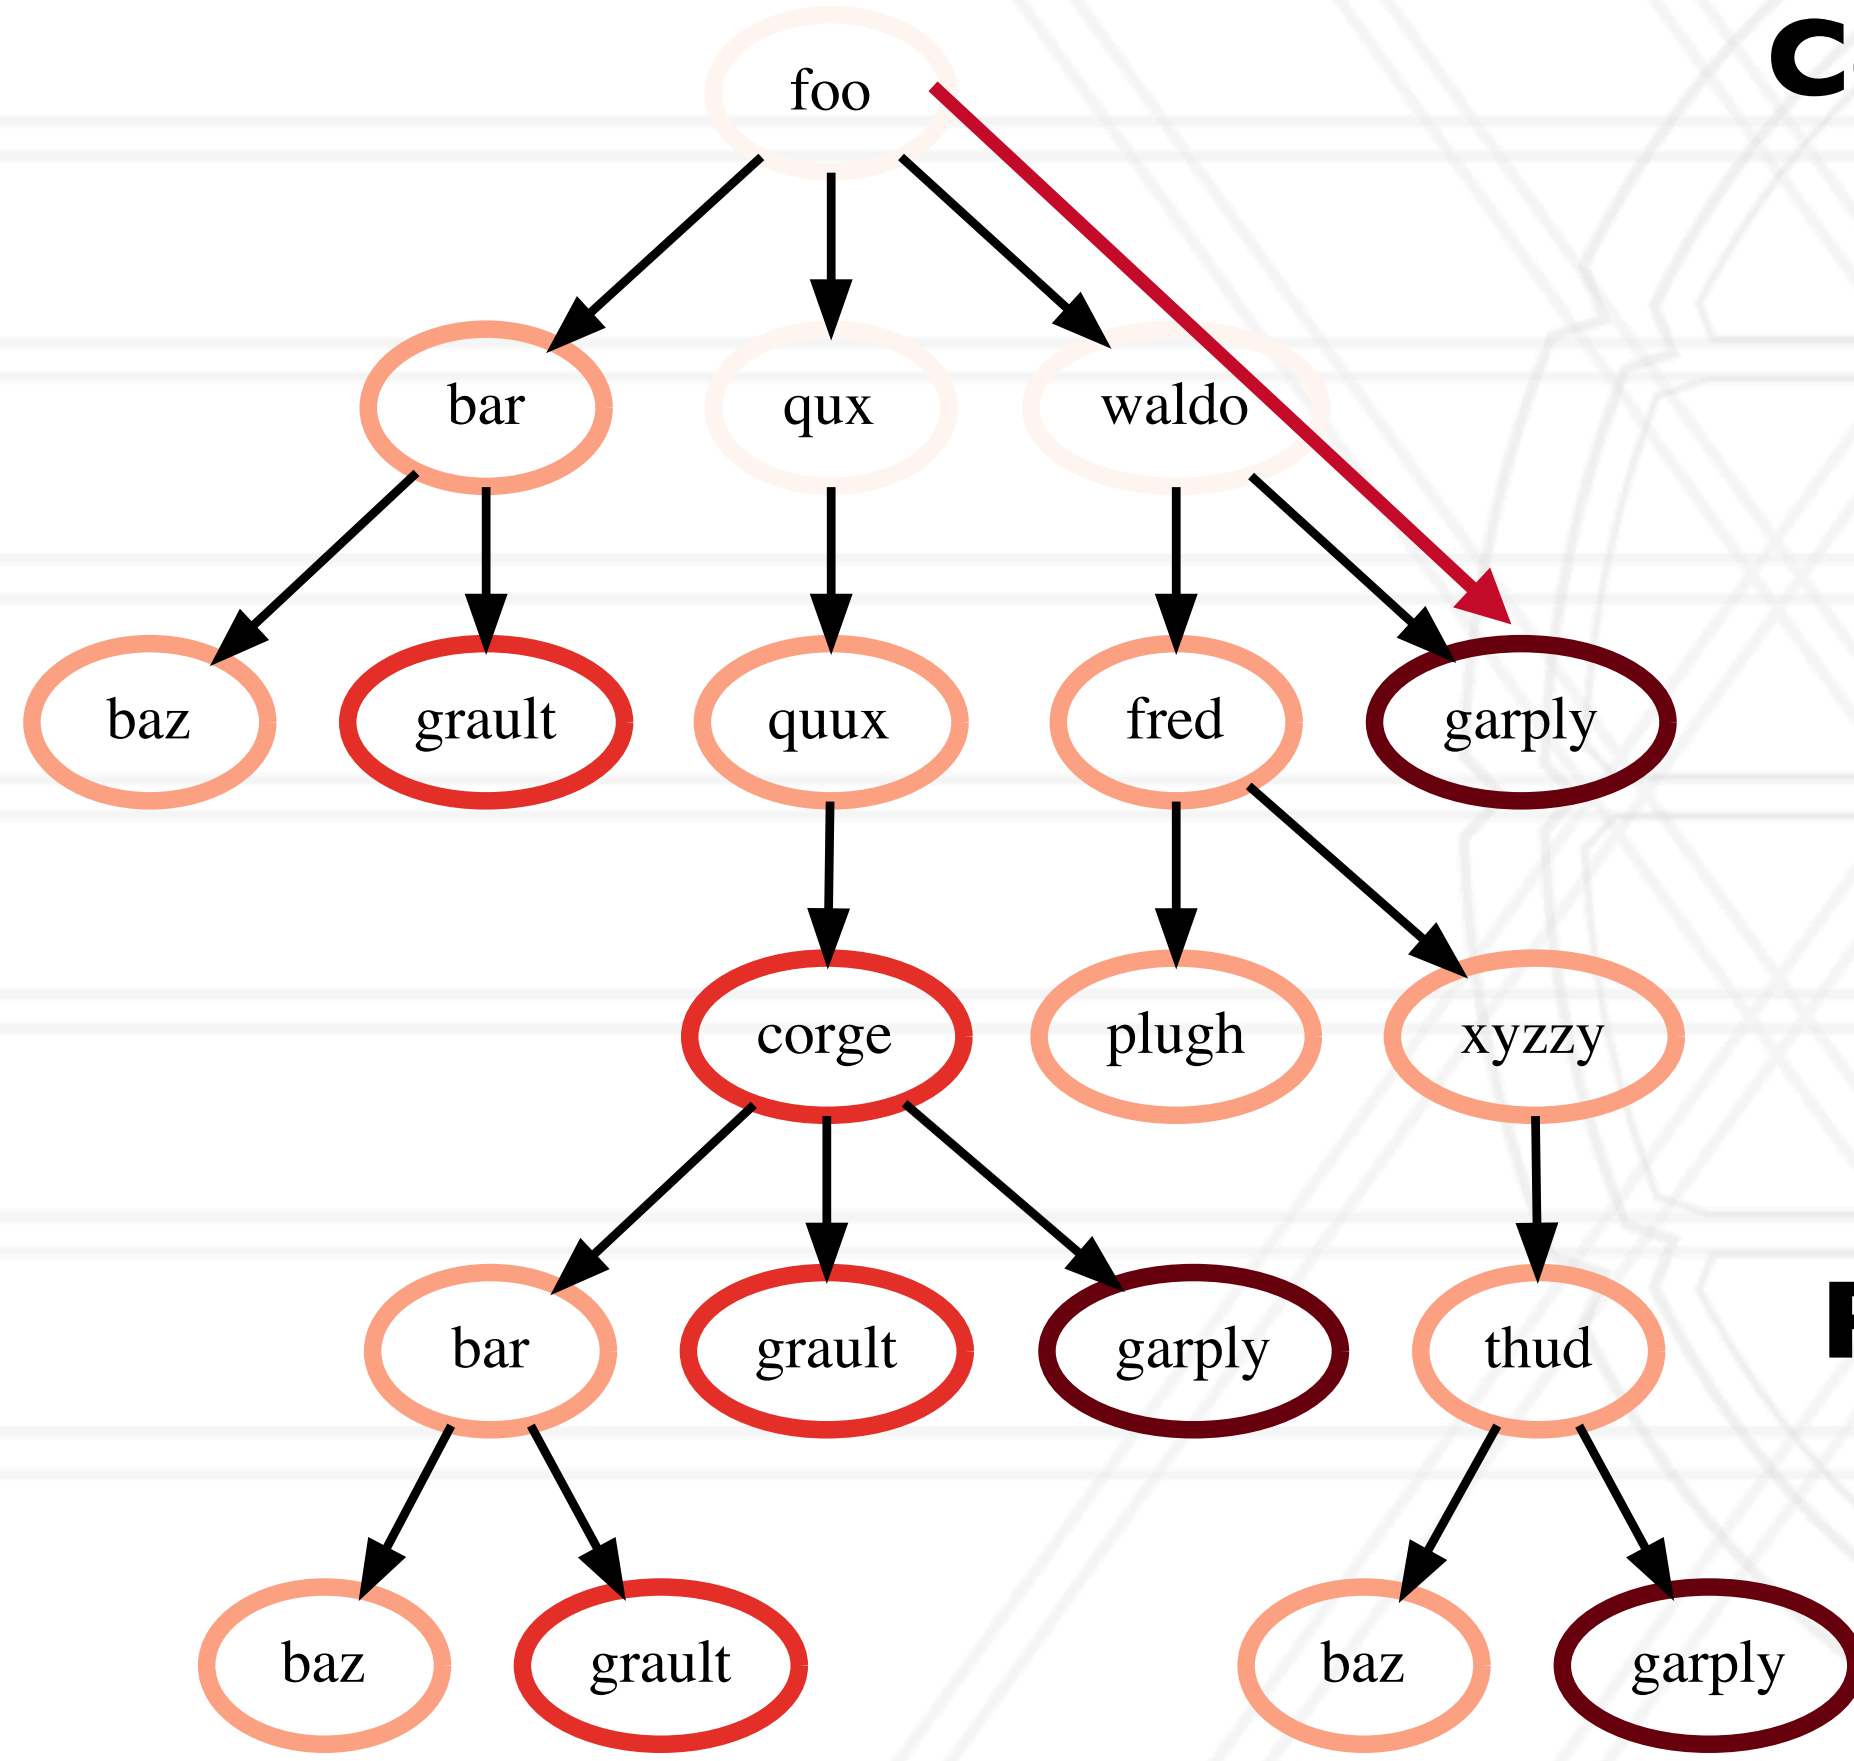 foo
bar
qux
waldo
baz
grault
quux
fred
garply
corge
plugh
xyzzy
bar
grault
garply
thud
baz
grault
baz
garply